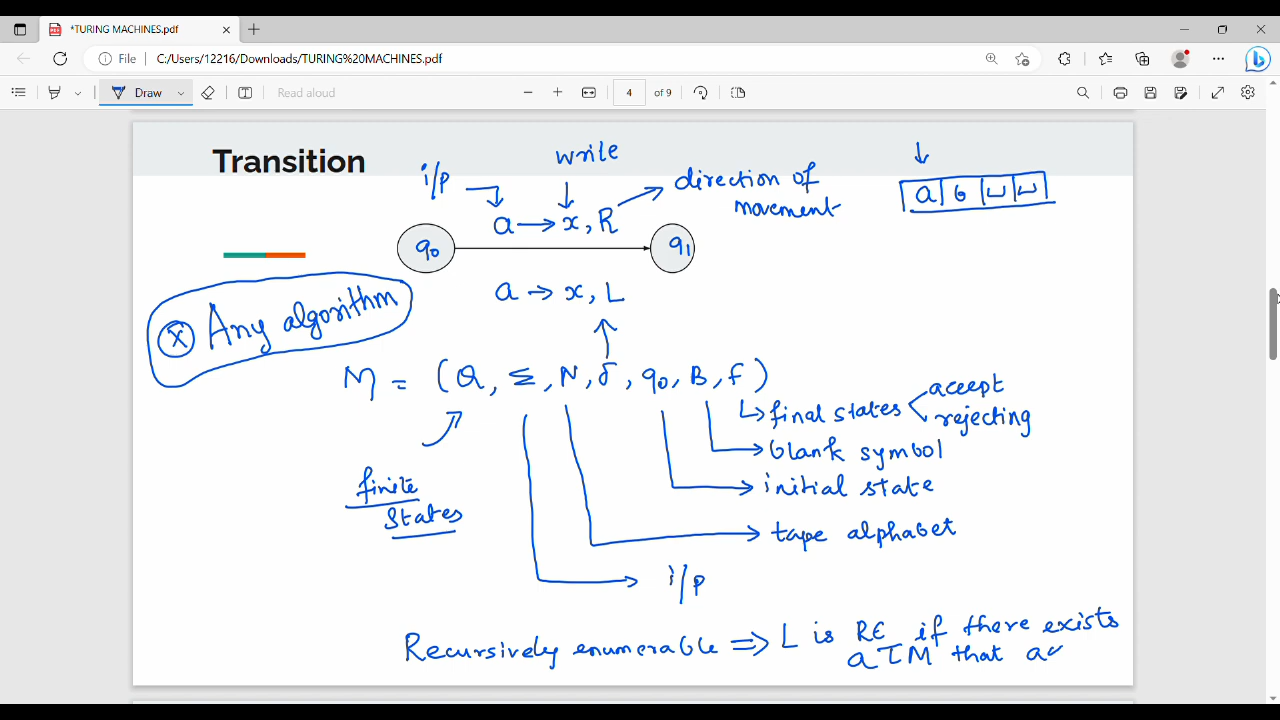 *TURING MACHINES.pdf
File
C:/Users/12216/Downloads/TURING%20MACHINES.pdf
Draw
Read aloud
4 of 9
Transition
write
i/p
direction of
movement
a b ⊔ ⊔
a → x, R
q0
q1
a → x, L
Any algorithm
M = (Q, Σ, N, δ, q0, B, f)
final states
accept
rejecting
blank symbol
initial state
finite
states
tape alphabet
i/p
Recursively enumerable ⇒ L is RE if there exists
a TM that